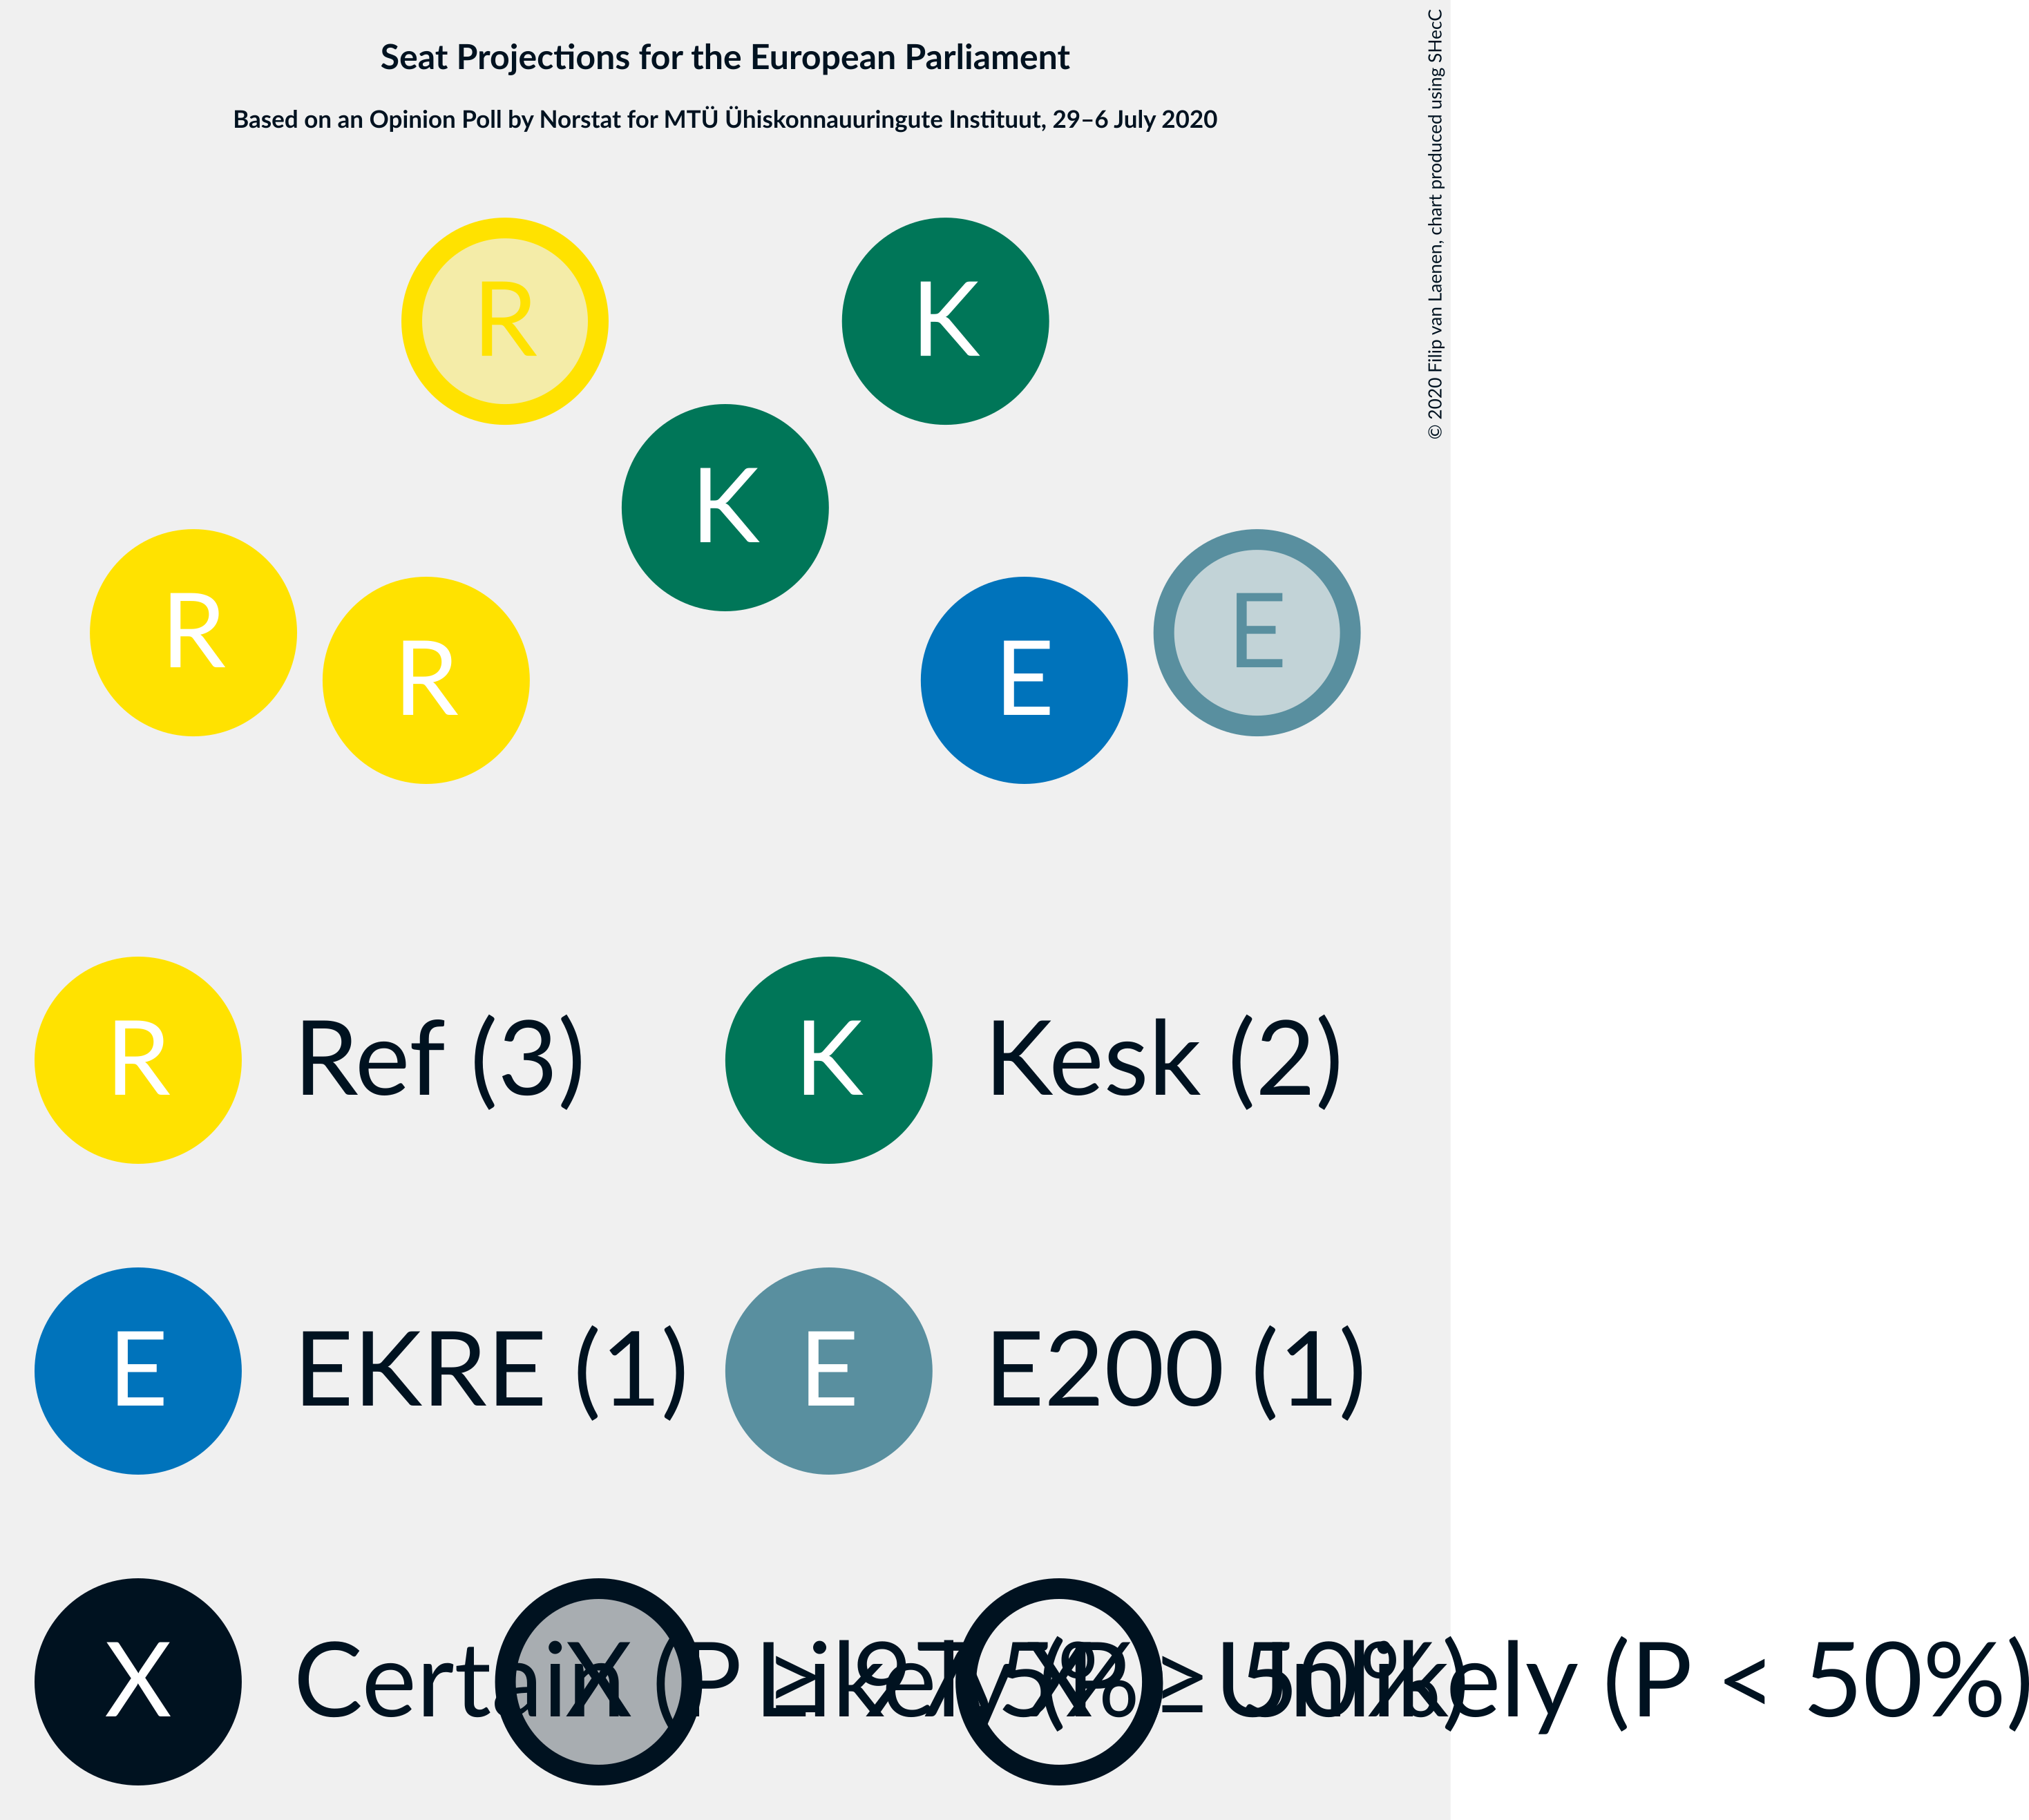 Seat Projections for the European Parliament
Based on an Opinion Poll by Norstat for MTÜ Ühiskonnauuringute Instituut, 29–6 July 2020
© 2020 Filip van Laenen, chart produced using SHecC
R
K
K
R
E
R
E
R Ref (3)
K Kesk (2)
E EKRE (1)
E E200 (1)
X Certain (P ≥ 95%)
X Likely (P ≥ 50%)
X Unlikely (P < 50%)